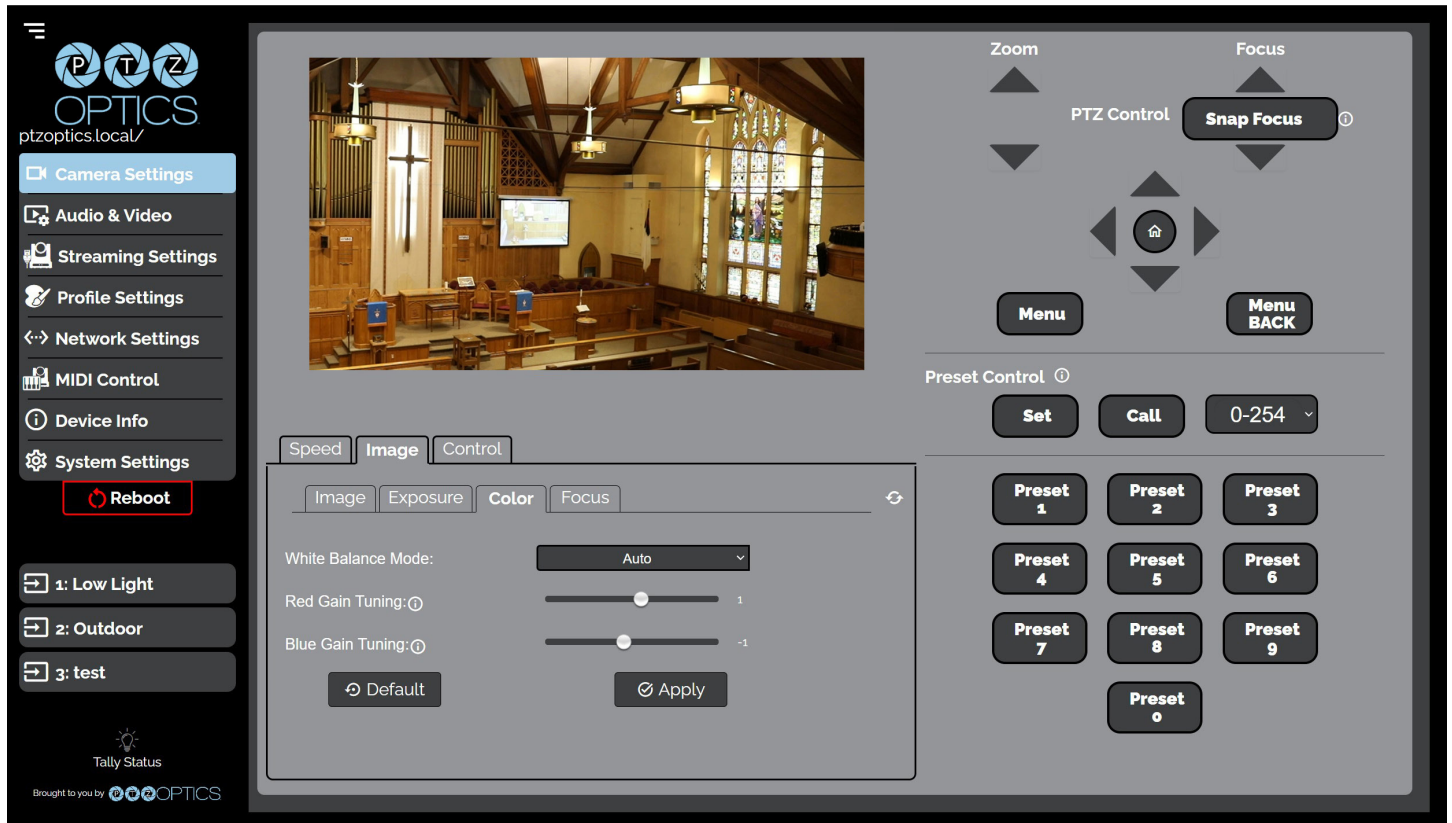 PTZ
OPTICS
ptzoptics.local/
Camera Settings
Audio & Video
Streaming Settings
Profile Settings
Network Settings
MIDI Control
Device Info
System Settings
Reboot
1: Low Light
2: Outdoor
3: test
Tally Status
Brought to you by PTZOPTICS
Speed Image Control
Image Exposure Color Focus
White Balance Mode: Auto
Red Gain Tuning: 1
Blue Gain Tuning: -1
Default Apply
Zoom Focus
PTZ Control Snap Focus
Menu Menu
BACK
Preset Control
Set Call 0-254
Preset
1
Preset
2
Preset
3
Preset
4
Preset
5
Preset
6
Preset
7
Preset
8
Preset
9
Preset
0